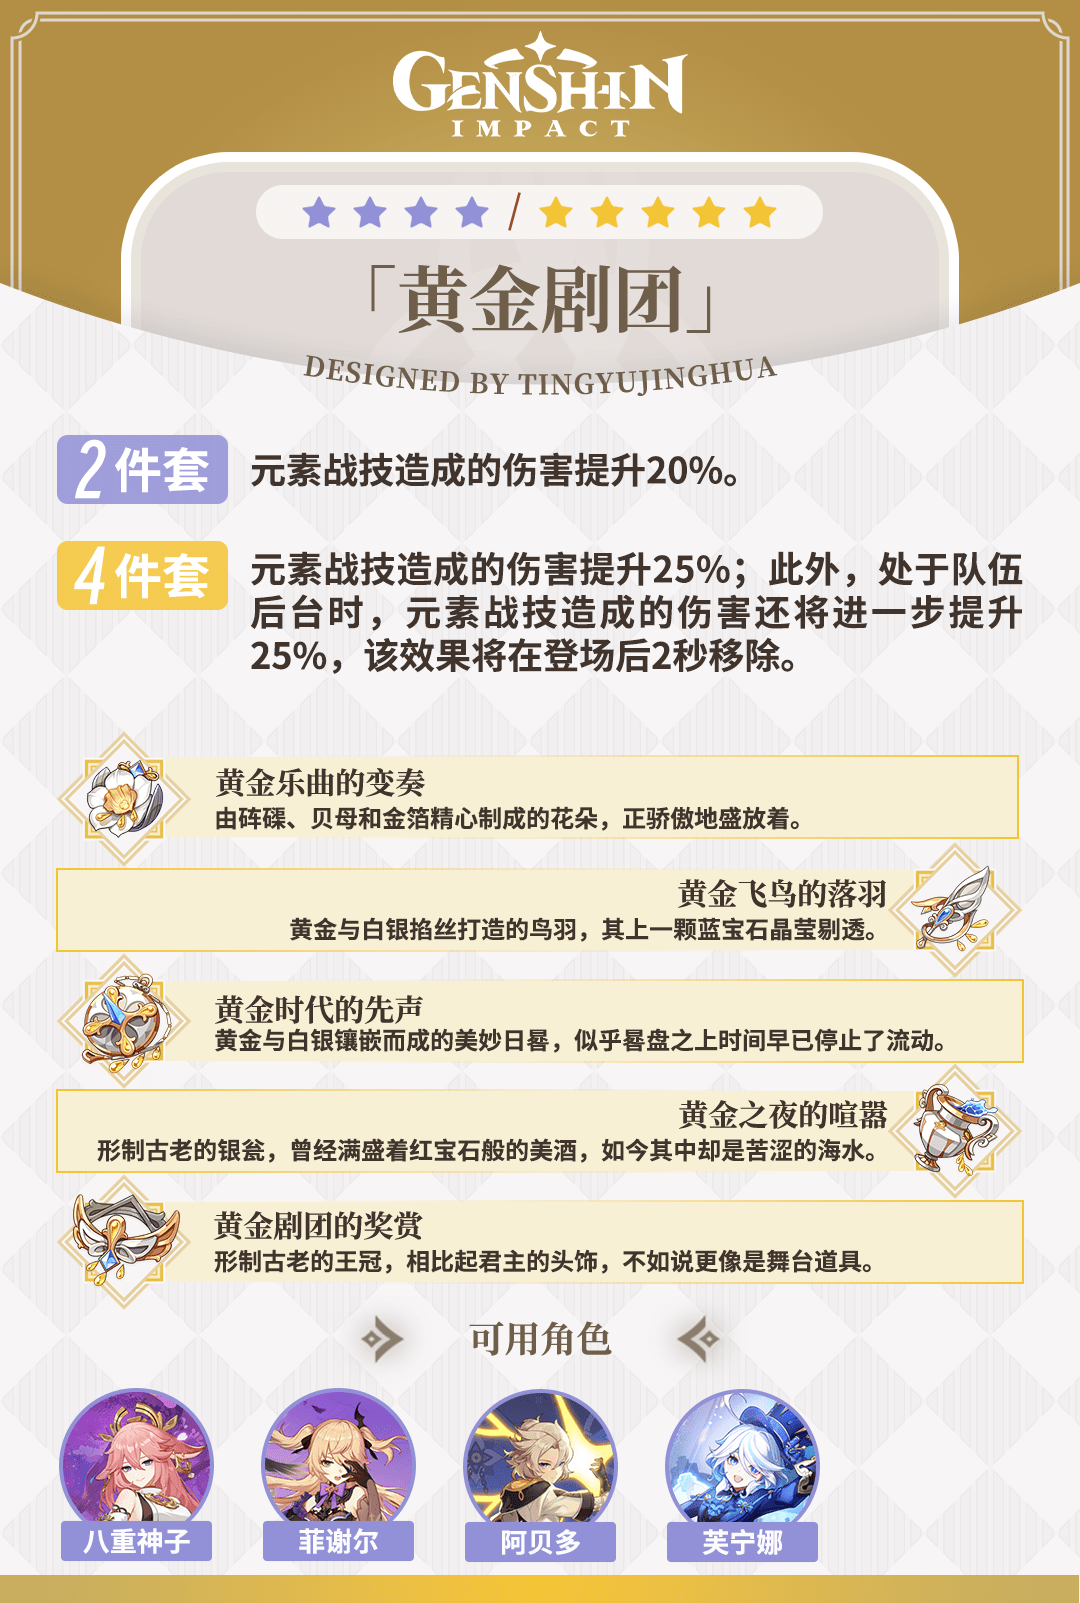 GENSHIN
IMPACT
「黄金剧团」
DESIGNED BY TINGYUJINGHUA
2件套
元素战技造成的伤害提升20%。
4件套
元素战技造成的伤害提升25%；此外，处于队伍
后台时，元素战技造成的伤害还将进一步提升
25%，该效果将在登场后2秒移除。
黄金乐曲的变奏
由砗磲、贝母和金箔精心制成的花朵，正骄傲地盛放着。
黄金飞鸟的落羽
黄金与白银掐丝打造的鸟羽，其上一颗蓝宝石晶莹剔透。
黄金时代的先声
黄金与白银镶嵌而成的美妙日晷，似乎晷盘之上时间早已停止了流动。
黄金之夜的喧嚣
形制古老的银瓮，曾经满盛着红宝石般的美酒，如今其中却是苦涩的海水。
黄金剧团的奖赏
形制古老的王冠，相比起君主的头饰，不如说更像是舞台道具。
可用角色
八重神子
菲谢尔
阿贝多
芙宁娜